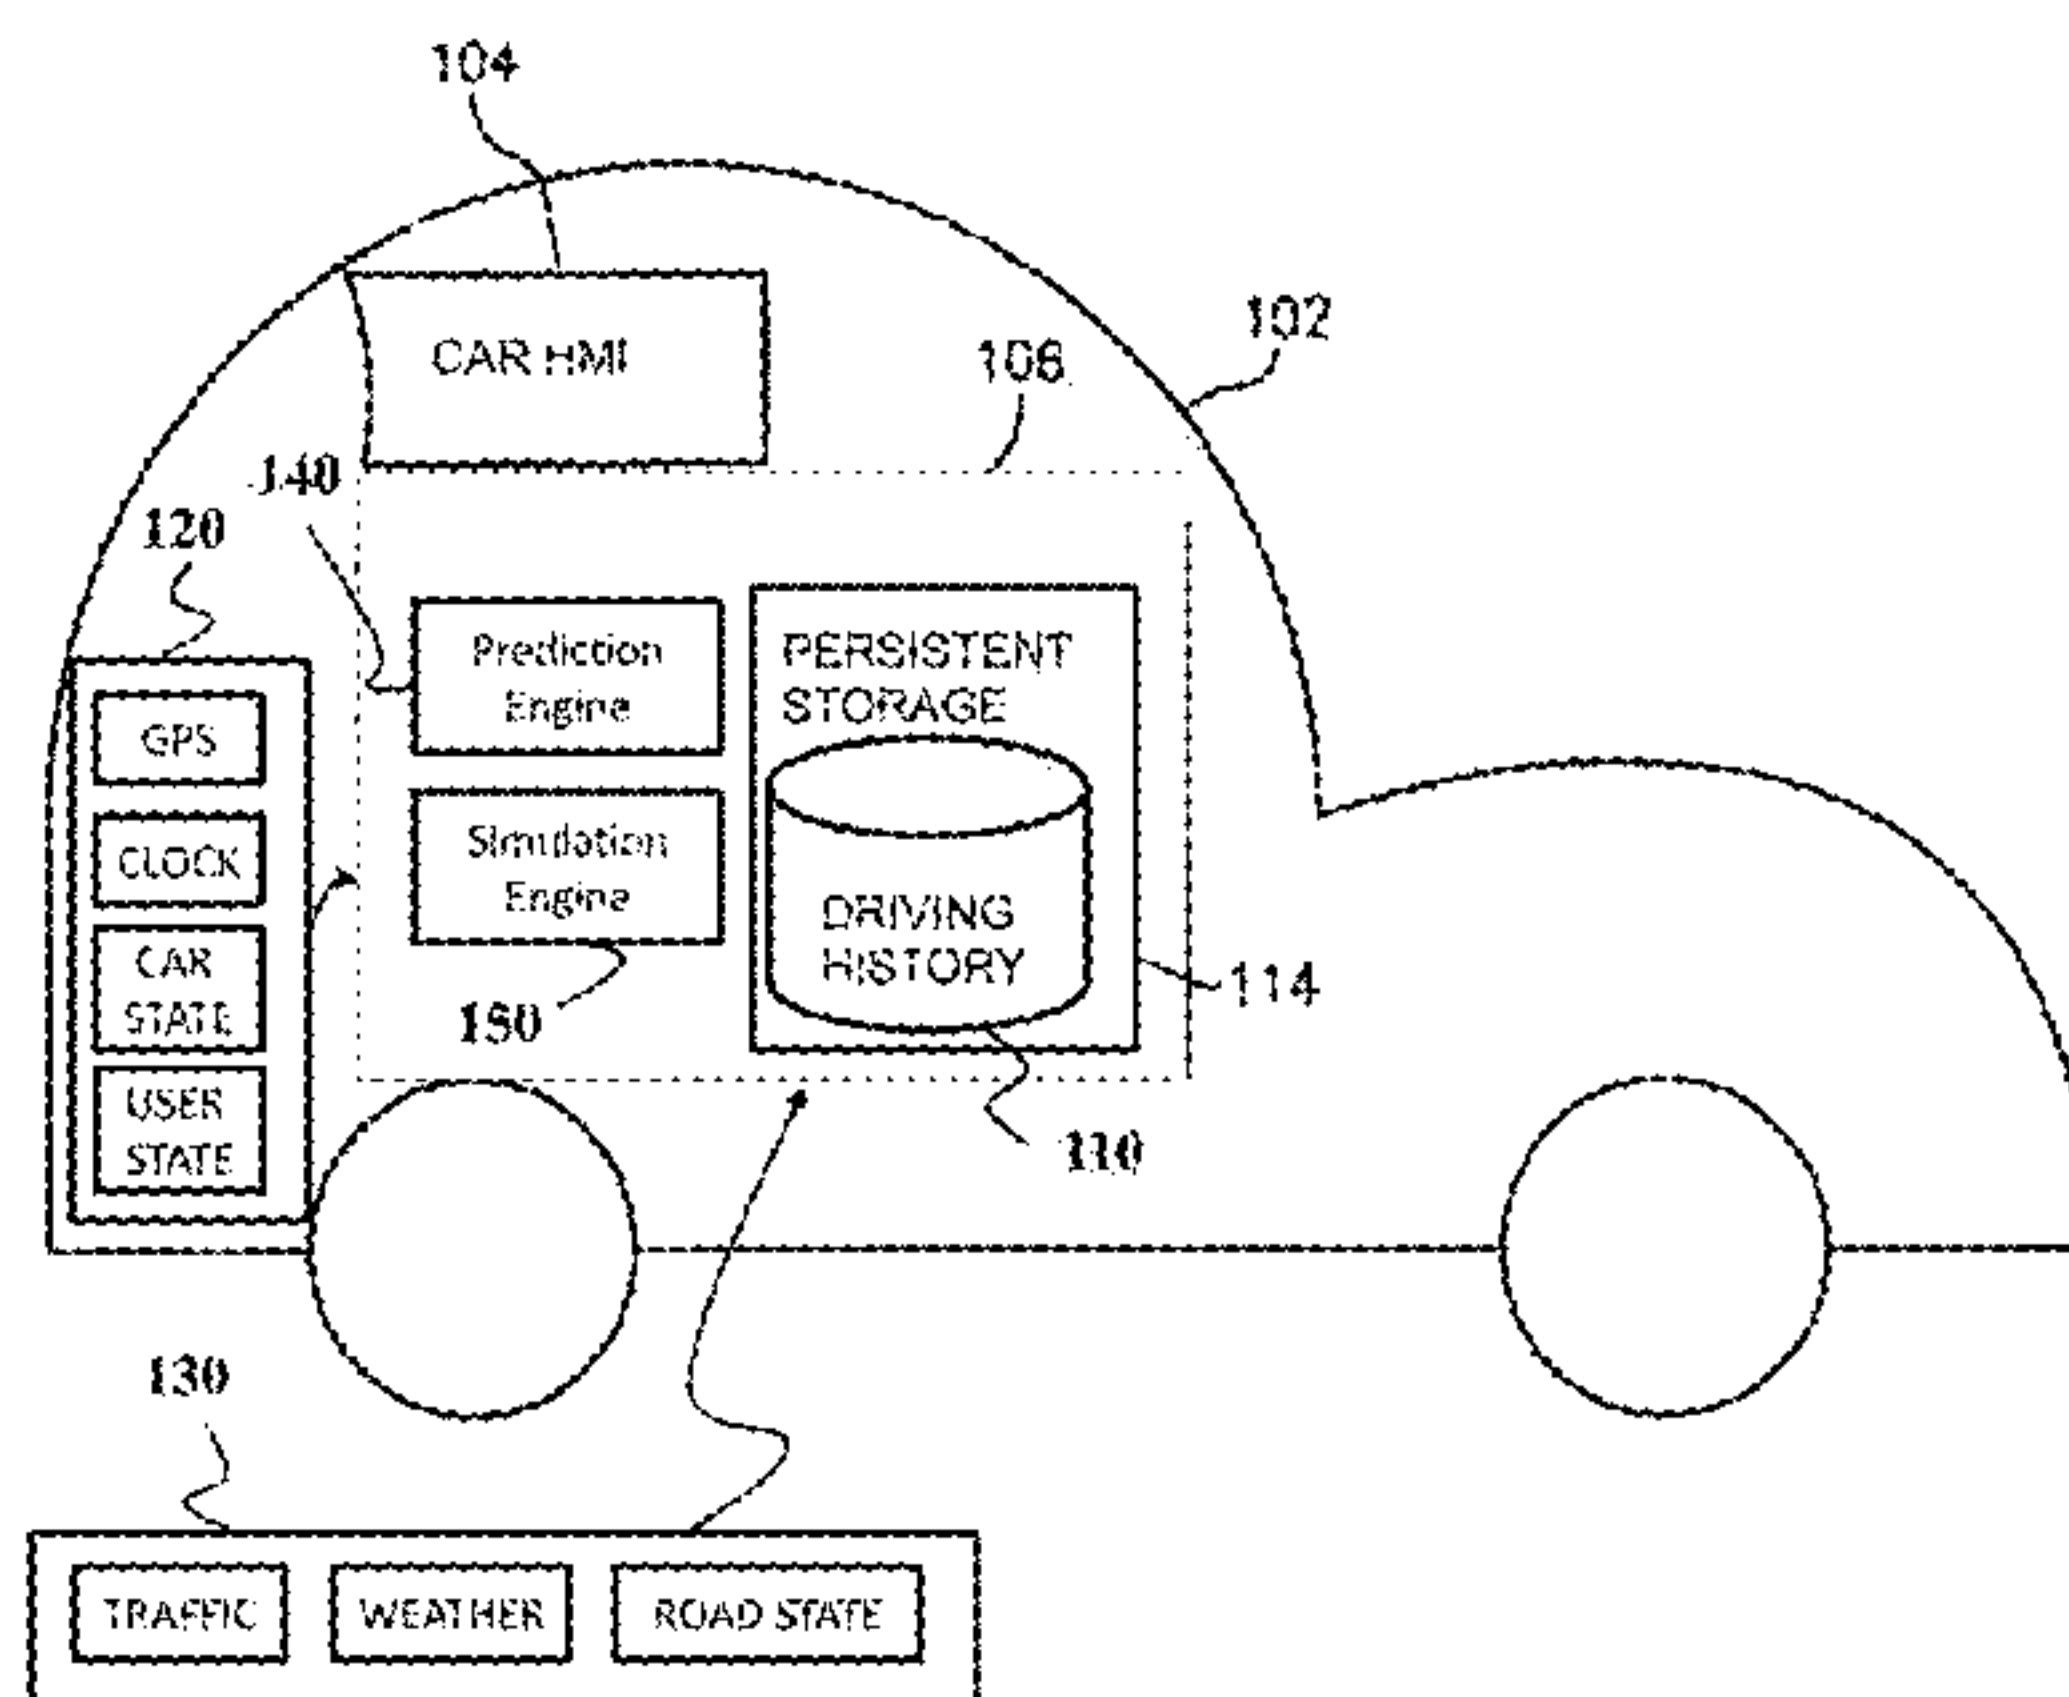 104
102
CAR HMI
106
140
120
Prediction
Engine
PERSISTENT
STORAGE
GPS
CLOCK
Simulation
Engine
CAR
STATE
DRIVING
HISTORY
114
150
USER
STATE
110
130
TRAFFIC
WEATHER
ROAD STATE